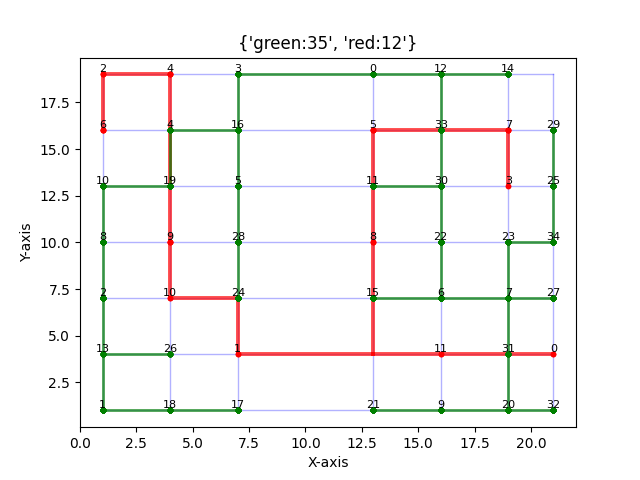 {'green:35', 'red:12'}
2 4 3 0 12 14
17.5
6 4 16 5 33 7 29
15.0
10 19 5 11 30 3 25
12.5
8 9 28 8 22 23 34
10.0
2 10 24 15 6 7 27
7.5
5.0
13 26 1 11 31 0
2.5
1 18 17 21 9 20 32
0.0 2.5 5.0 7.5 10.0 12.5 15.0 17.5 20.0
X-axis
Y-axis